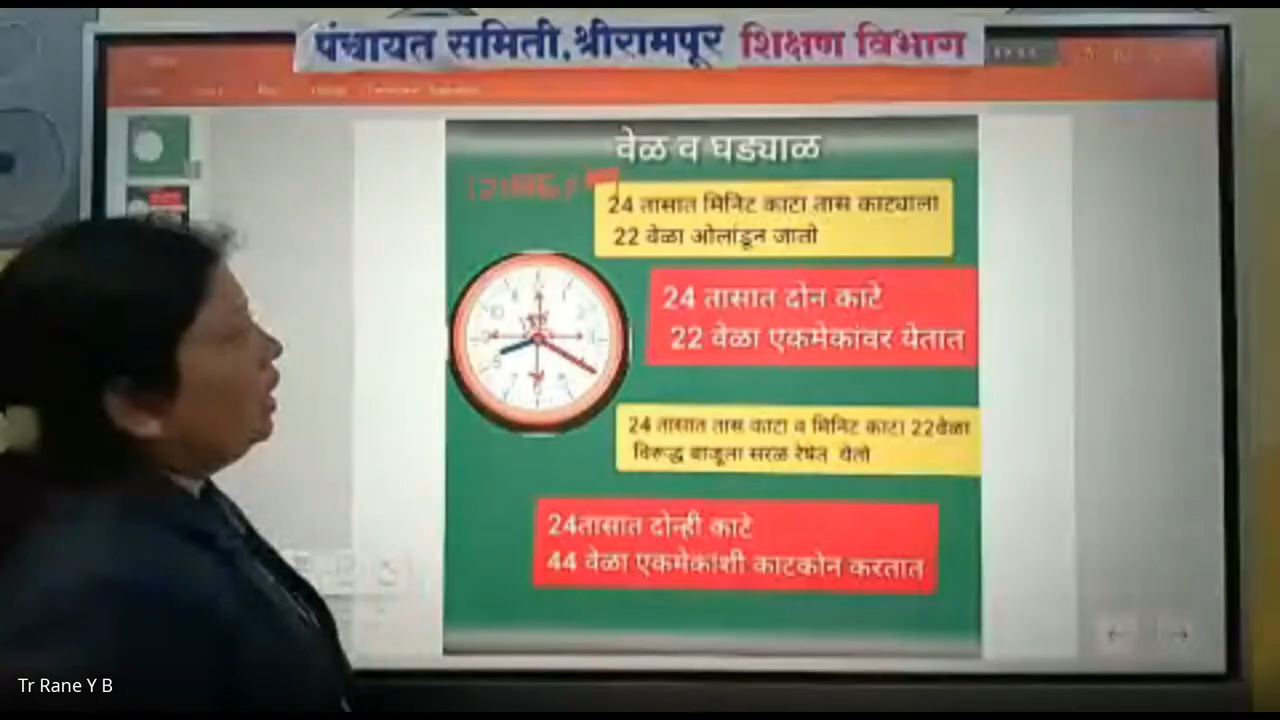 पंचायत समिती,श्रीरामपूर शिक्षण विभाग
वेळ व घड्याळ
24 तासात मिनिट काटा तास काट्याला
22 वेळा ओलांडून जातो
24 तासात दोन काटे
22 वेळा एकमेकांवर येतात
24 तासात तास काटा व मिनिट काटा 22वेळा
विरूद्ध बाजूला सरळ रेषेत येतो
24तासात दोन्ही काटे
44 वेळा एकमेकांशी काटकोन करतात
Tr Rane Y B